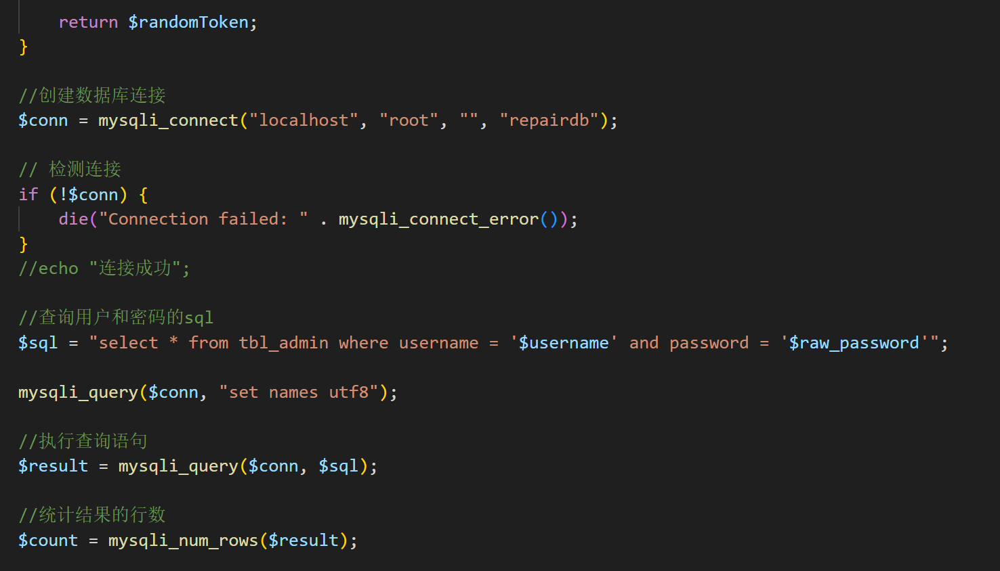 return $randomToken;
}
//创建数据库连接
$conn = mysqli_connect("localhost", "root", "", "repairdb");
// 检测连接
if (!$conn) {
die("Connection failed: " . mysqli_connect_error());
}
//echo "连接成功";
//查询用户和密码的sql
$sql = "select * from tbl_admin where username = '$username' and password = '$raw_password'";
mysqli_query($conn, "set names utf8");
//执行查询语句
$result = mysqli_query($conn, $sql);
//统计结果的行数
$count = mysqli_num_rows($result);